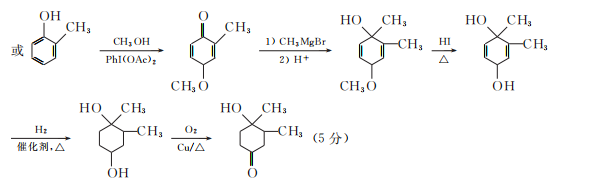 或 OH CH₃ CH₃OH PhI(OAc)₂ O CH₃ CH₃O 1) CH₃MgBr 2) H⁺ HO CH₃ CH₃ CH₃O HI △ HO CH₃ CH₃ OH
H₂ 催化剂,△ HO CH₃ CH₃ OH O₂ Cu/△ HO CH₃ CH₃ O (5分)